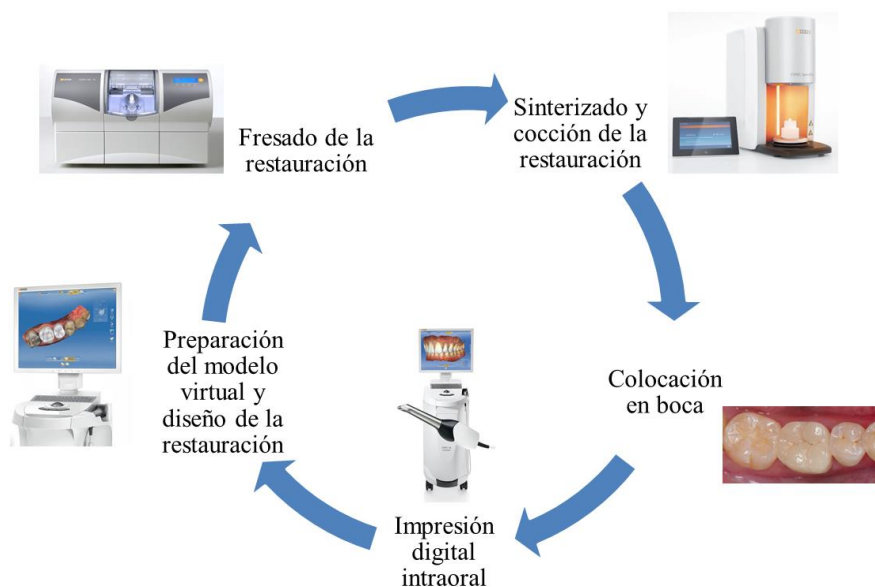 Fresado de la
restauración
Sinterizado y
cocción de la
restauración
Colocación
en boca
Impresión
digital
intraoral
Preparación
del modelo
virtual y
diseño de la
restauración